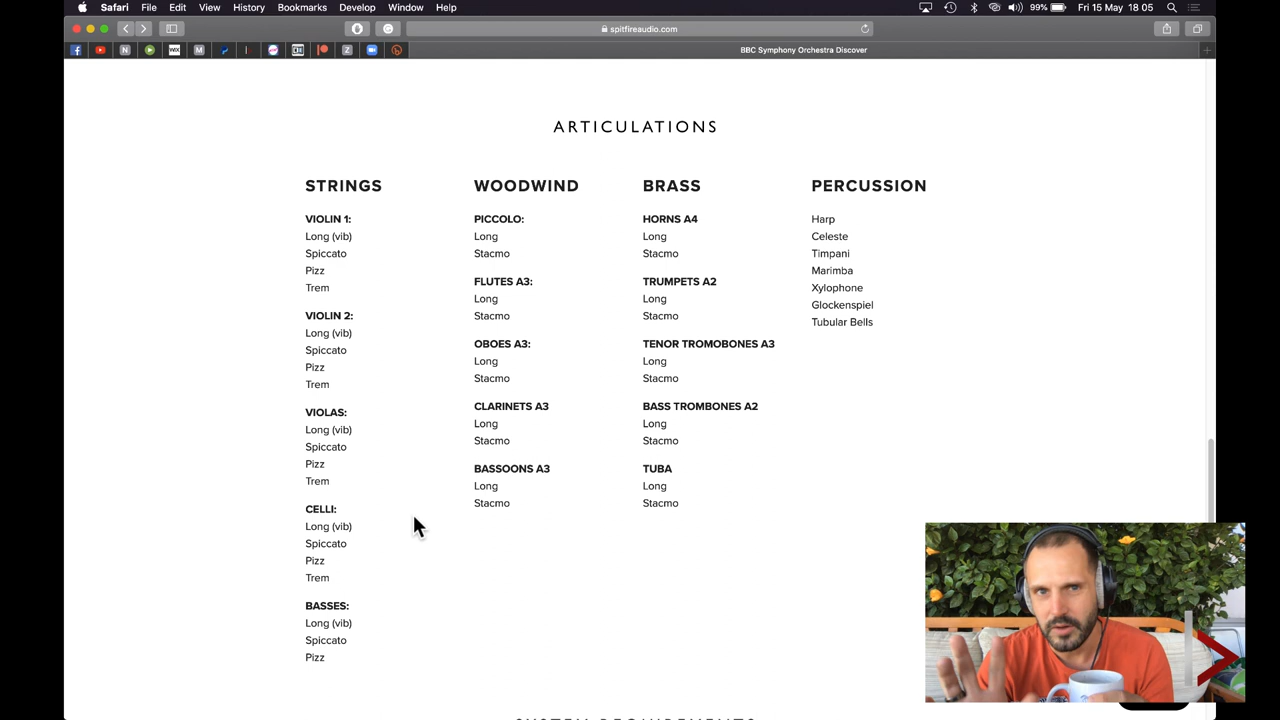 Safari File Edit View History Bookmarks Develop Window Help 99% Fri 15 May 18 05
spitfireaudio.com
BBC Symphony Orchestra Discover
ARTICULATIONS
STRINGS
VIOLIN 1:
Long (vib)
Spiccato
Pizz
Trem
VIOLIN 2:
Long (vib)
Spiccato
Pizz
Trem
VIOLAS:
Long (vib)
Spiccato
Pizz
Trem
CELLI:
Long (vib)
Spiccato
Pizz
Trem
BASSES:
Long (vib)
Spiccato
Pizz
WOODWIND
PICCOLO:
Long
Stacmo
FLUTES A3:
Long
Stacmo
OBOES A3:
Long
Stacmo
CLARINETS A3
Long
Stacmo
BASSOONS A3
Long
Stacmo
BRASS
HORNS A4
Long
Stacmo
TRUMPETS A2
Long
Stacmo
TENOR TROMOBONES A3
Long
Stacmo
BASS TROMBONES A2
Long
Stacmo
TUBA
Long
Stacmo
PERCUSSION
Harp
Celeste
Timpani
Marimba
Xylophone
Glockenspiel
Tubular Bells
SYSTEM REQUIREMENTS